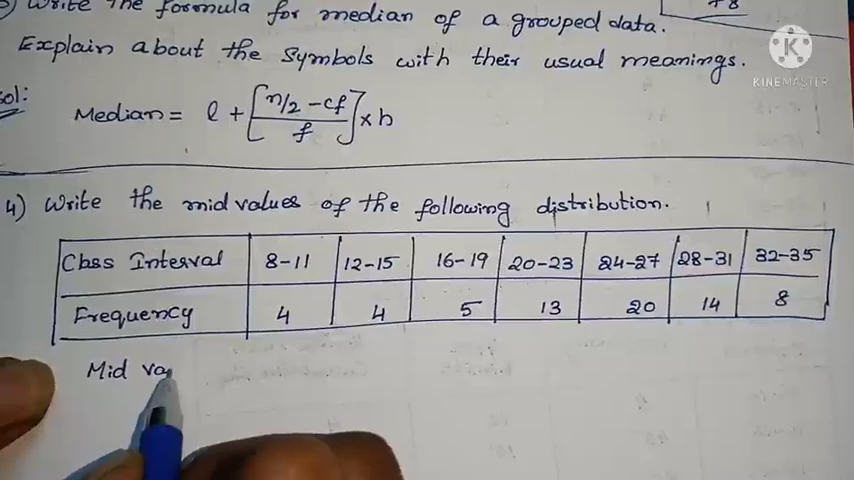 Write the formula for median of a grouped data.
+8
Explain about the symbols with their usual meanings.
KINEMASTER
Sol:
Median = l + [n/2 - cf / f] x h
4) Write the mid values of the following distribution.
Class Interval 8-11 12-15 16-19 20-23 24-27 28-31 32-35
Frequency 4 4 5 13 20 14 8
Mid va